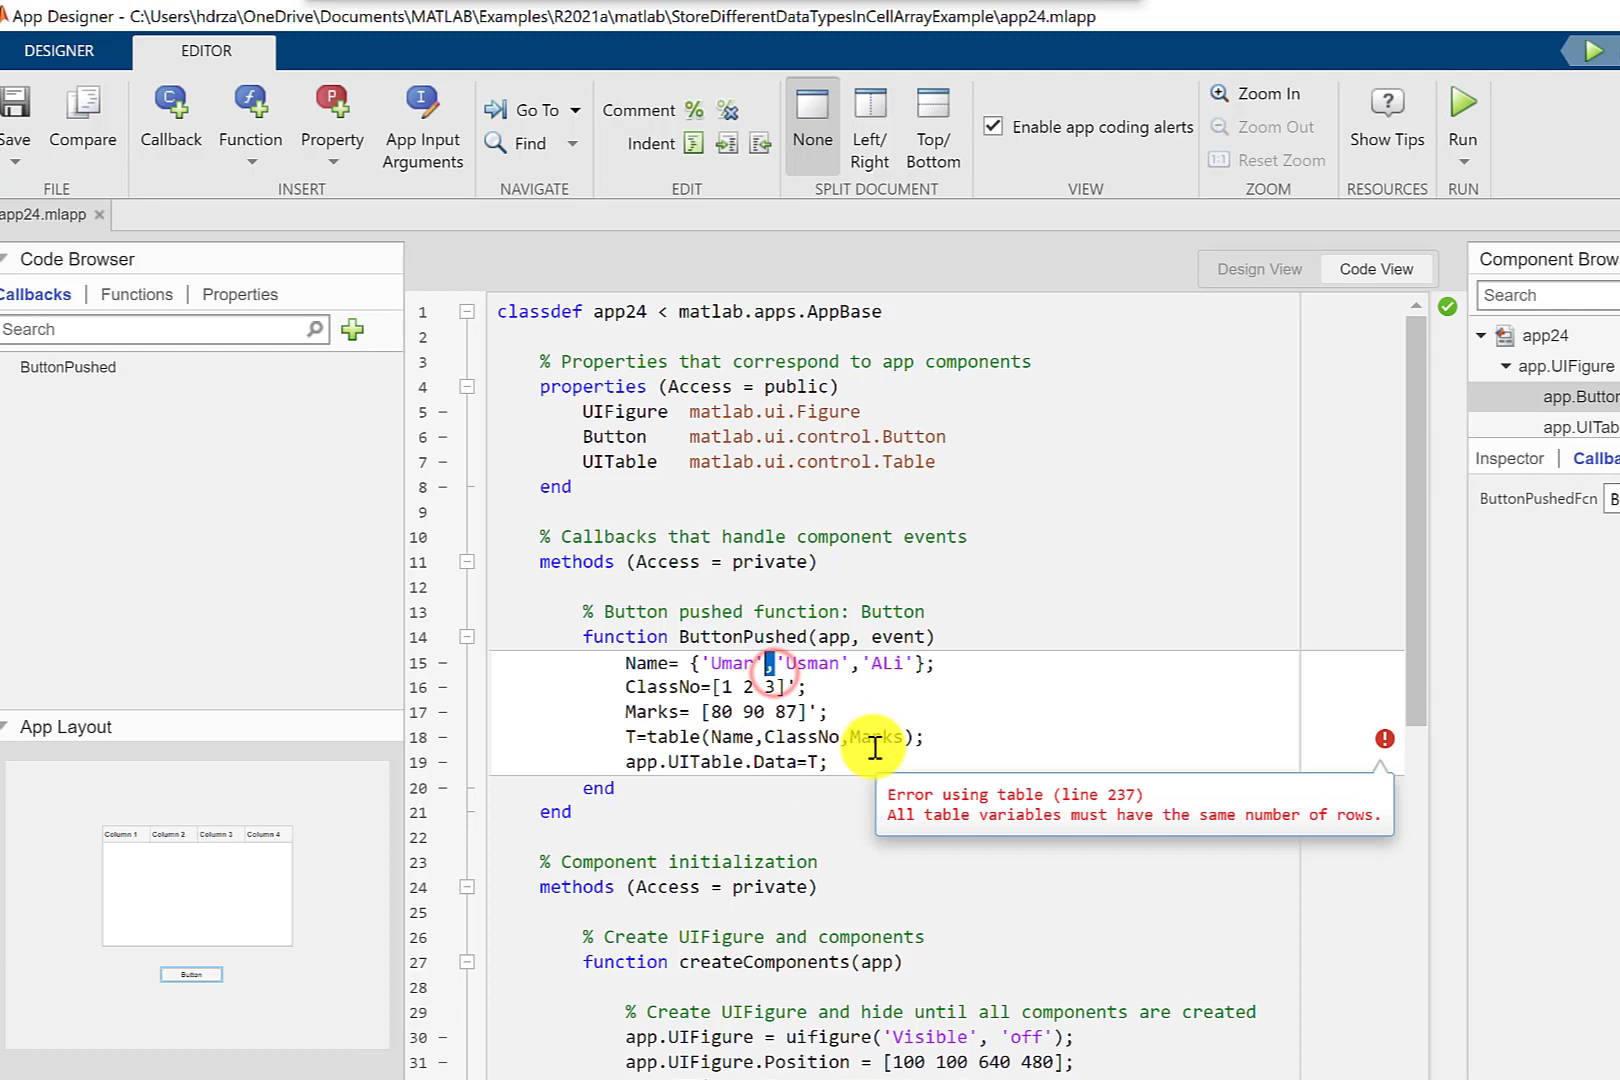 App Designer - C:\Users\hdrza\OneDrive\Documents\MATLAB\Examples\R2021a\matlab\StoreDifferentDataTypesInCellArrayExample\app24.mlapp
DESIGNER
EDITOR
Save
Compare
Callback
Function
Property
App Input
Arguments
Go To
Find
Comment
Indent
None
Left/
Right
Top/
Bottom
Enable app coding alerts
Zoom In
Zoom Out
Reset Zoom
Show Tips
Run
FILE
INSERT
NAVIGATE
EDIT
SPLIT DOCUMENT
VIEW
ZOOM
RESOURCES
RUN
app24.mlapp
Code Browser
Callbacks | Functions | Properties
Search
ButtonPushed
App Layout
Column 1 Column 2 Column 3 Column 4
Button
Design View
Code View
1 classdef app24 < matlab.apps.AppBase
2
3 % Properties that correspond to app components
4 properties (Access = public)
5 UIFigure matlab.ui.Figure
6 Button matlab.ui.control.Button
7 UITable matlab.ui.control.Table
8 end
9
10 % Callbacks that handle component events
11 methods (Access = private)
12
13 % Button pushed function: Button
14 function ButtonPushed(app, event)
15 Name= {'Umar','Usman','ALi'};
16 ClassNo=[1 2 3]';
17 Marks= [80 90 87]';
18 T=table(Name,ClassNo,Marks);
19 app.UITable.Data=T;
20 end
21 end
22
23 % Component initialization
24 methods (Access = private)
25
26 % Create UIFigure and components
27 function createComponents(app)
28
29 % Create UIFigure and hide until all components are created
30 app.UIFigure = uifigure('Visible', 'off');
31 app.UIFigure.Position = [100 100 640 480];
Error using table (line 237)
All table variables must have the same number of rows.
Component Brow
Search
app24
app.UIFigure
app.Butto
app.UITab
Inspector | Callba
ButtonPushedFcn B